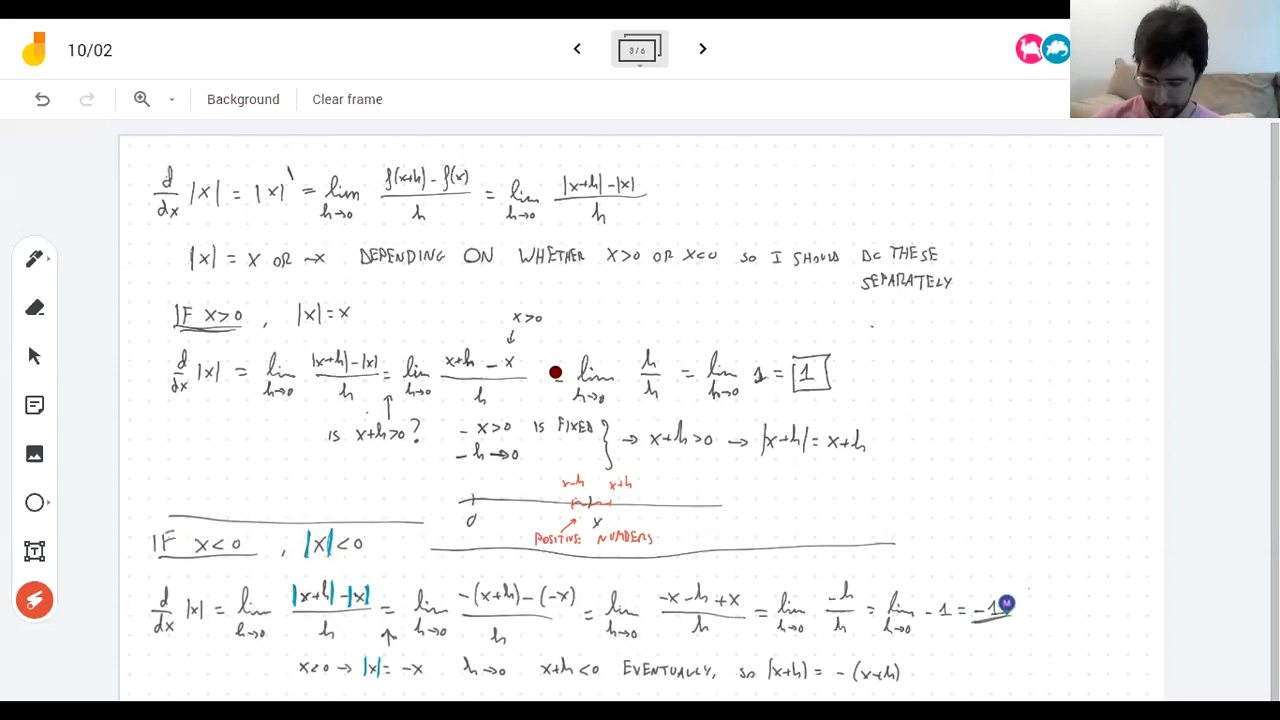 10/02
3 / 6
Background
Clear frame
d/dx |x| = |x|' = lim h→0 f(x+h) - f(x) / h = lim h→0 |x+h| - |x| / h
|x| = x OR -x DEPENDING ON WHETHER x>0 OR x<0 SO I SHOULD DO THESE
SEPARATELY
IF x>0 , |x| = x
x>0
↓
d/dx |x| = lim h→0 |x+h| - |x| / h = lim h→0 x+h - x / h = lim h→0 h/h = lim h→0 1 = 1
IS x+h>0? - x>0 IS FIXED } → x+h>0 → |x+h| = x+h
- h→0
x-h x+h
0 x
POSITIVE NUMBERS
IF x<0 , |x|<0
d/dx |x| = lim h→0 |x+h| - |x| / h = lim h→0 -(x+h) - (-x) / h = lim h→0 -x-h+x / h = lim h→0 -h/h = lim h→0 -1 = -1
M
x<0 → |x| = -x h→0 x+h<0 EVENTUALLY, so |x+h| = -(x+h)